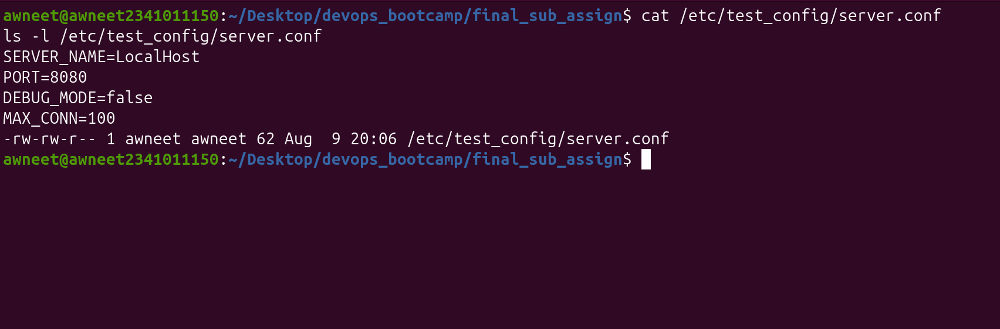 awneet@awneet2341011150:~/Desktop/devops_bootcamp/final_sub_assign$ cat /etc/test_config/server.conf
ls -l /etc/test_config/server.conf
SERVER_NAME=LocalHost
PORT=8080
DEBUG_MODE=false
MAX_CONN=100
-rw-rw-r-- 1 awneet awneet 62 Aug  9 20:06 /etc/test_config/server.conf
awneet@awneet2341011150:~/Desktop/devops_bootcamp/final_sub_assign$